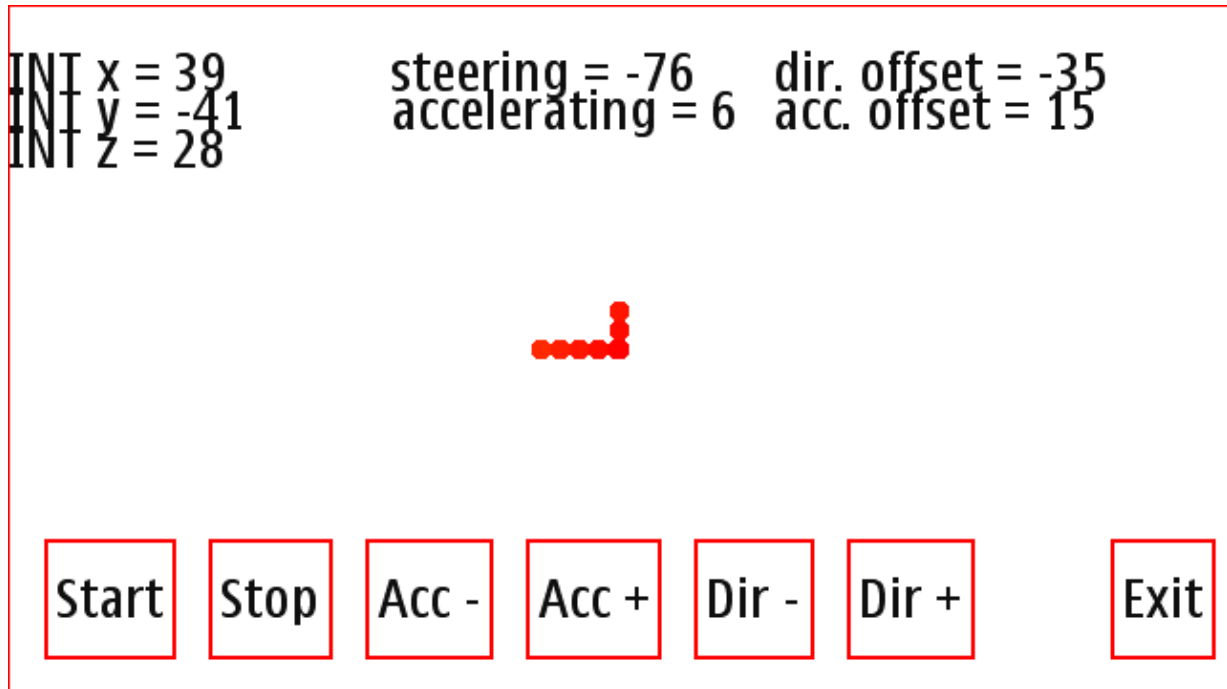 INT x = 39 steering = -76 dir. offset = -35
INT y = -41 accelerating = 6 acc. offset = 15
INT z = 28
Start Stop Acc - Acc + Dir - Dir + Exit